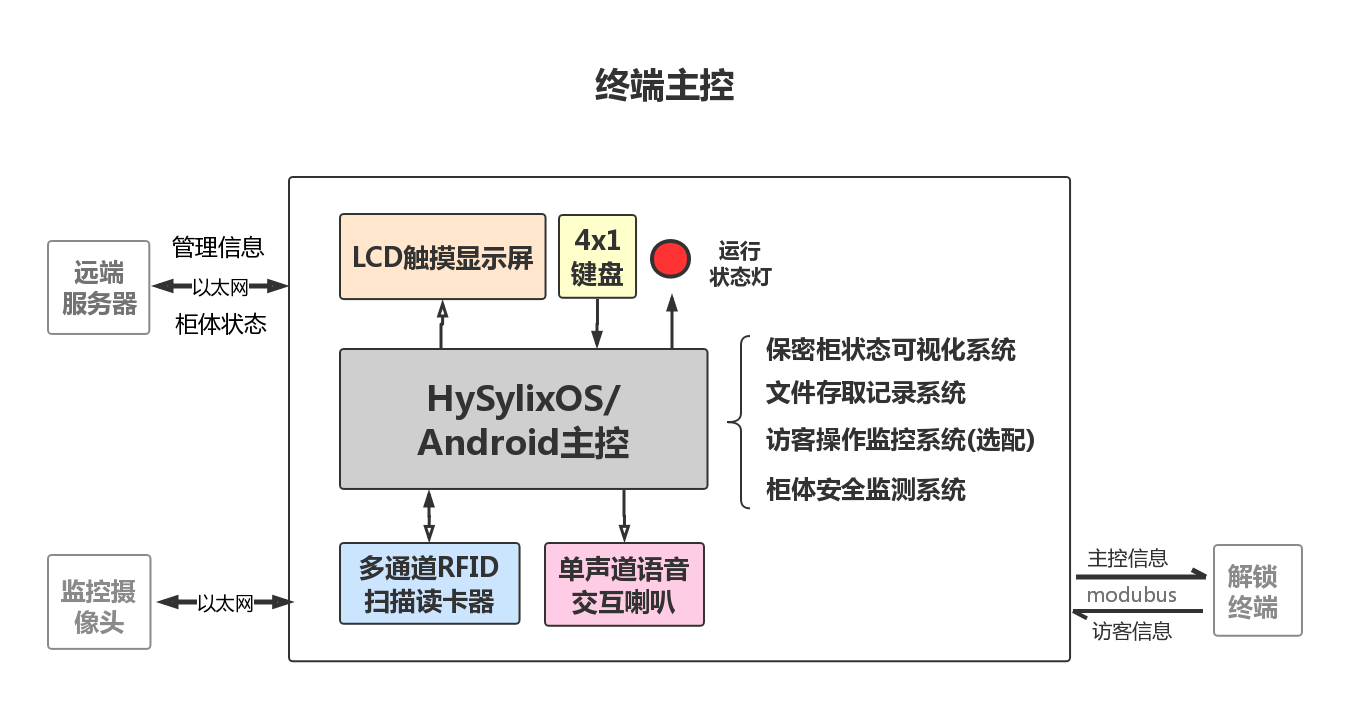 终端主控
管理信息
以太网
柜体状态
远端
服务器
LCD触摸显示屏
4x1
键盘
运行
状态灯
HySylixOS/
Android主控
保密柜状态可视化系统
文件存取记录系统
访客操作监控系统(选配)
柜体安全监测系统
监控摄
像头
以太网
多通道RFID
扫描读卡器
单声道语音
交互喇叭
主控信息
modubus
访客信息
解锁
终端